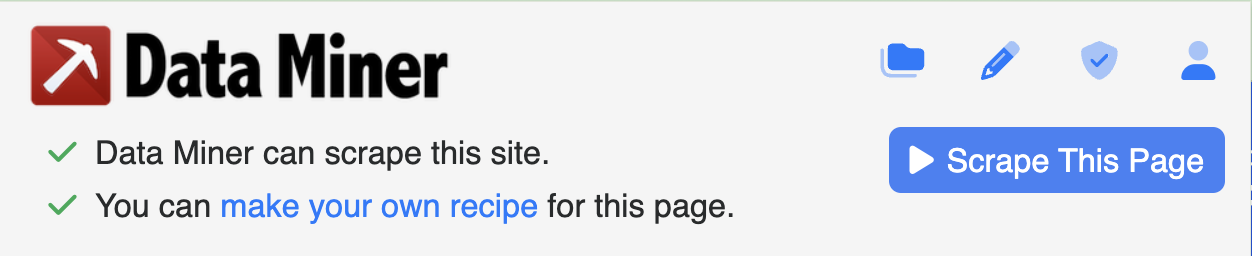 Data Miner
Data Miner can scrape this site.
Scrape This Page
You can make your own recipe for this page.